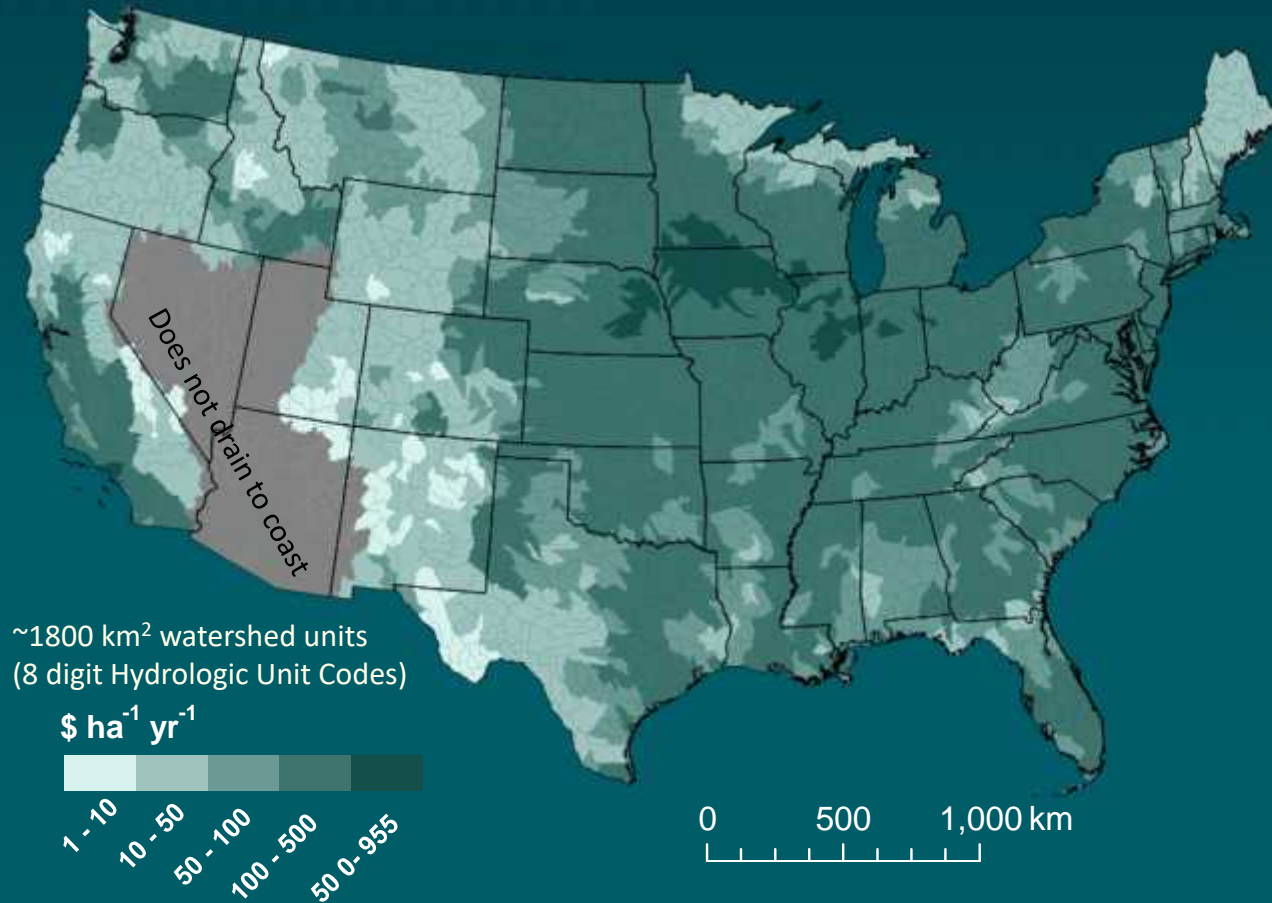 Does not drain to coast
~1800 km² watershed units
(8 digit Hydrologic Unit Codes)
$ ha⁻¹ yr⁻¹
1 - 10
10 - 50
50 - 100
100 - 500
50 0- 955
0 500 1,000 km